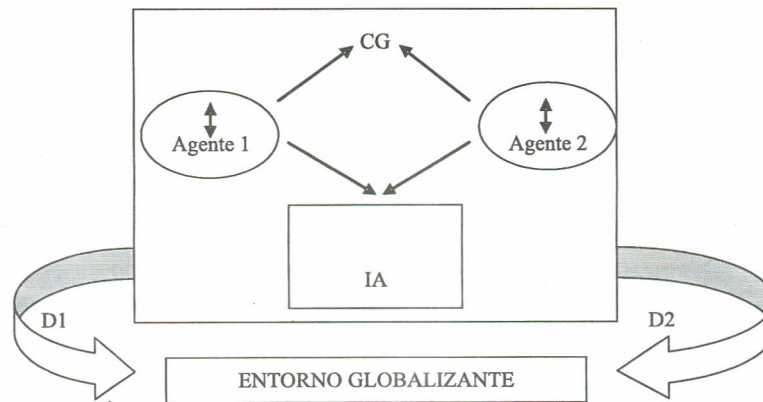 CG
Agente 1
Agente 2
IA
D1
D2
ENTORNO GLOBALIZANTE